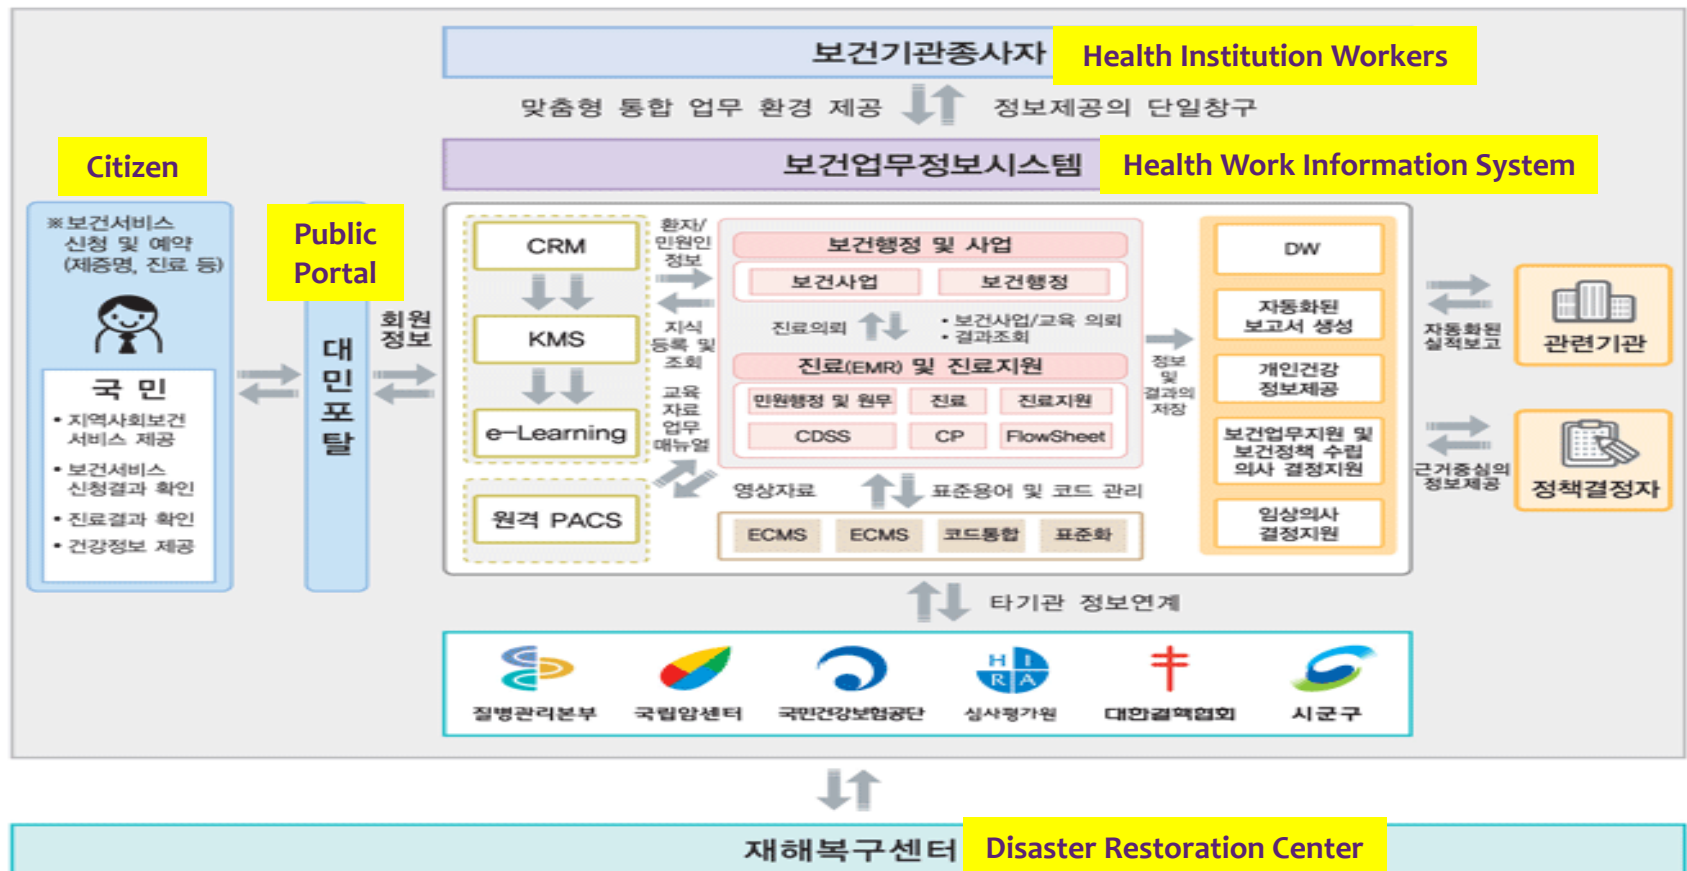 보건기관종사자
Health Institution Workers
맞춤형 통합 업무 환경 제공
정보제공의 단일창구
Citizen
보건업무정보시스템
Health Work Information System
※보건서비스
신청 및 예약
(제증명, 진료 등)
국 민
• 지역사회보건
서비스 제공
• 보건서비스
신청결과 확인
• 진료결과 확인
• 건강정보 제공
Public
Portal
대
민
포
탈
회원
정보
CRM
KMS
e-Learning
원격 PACS
환자/
민원인
정보
지식
등록 및
조회
교육
자료
업무
매뉴얼
보건행정 및 사업
보건사업
보건행정
진료의뢰
• 보건사업/교육 의뢰
• 결과조회
진료(EMR) 및 진료지원
민원행정 및 원무
진료
진료지원
CDSS
CP
FlowSheet
영상자료
표준용어 및 코드 관리
ECMS
ECMS
코드통합
표준화
정보
및
결과의
저장
DW
자동화된
보고서 생성
개인건강
정보제공
보건업무지원 및
보건정책 수립
의사 결정지원
임상의사
결정지원
자동화된
실적보고
관련기관
근거중심의
정보제공
정책결정자
타기관 정보연계
질병관리본부
국립암센터
국민건강보험공단
H I
R A
심사평가원
대한결핵협회
시군구
재해복구센터
Disaster Restoration Center